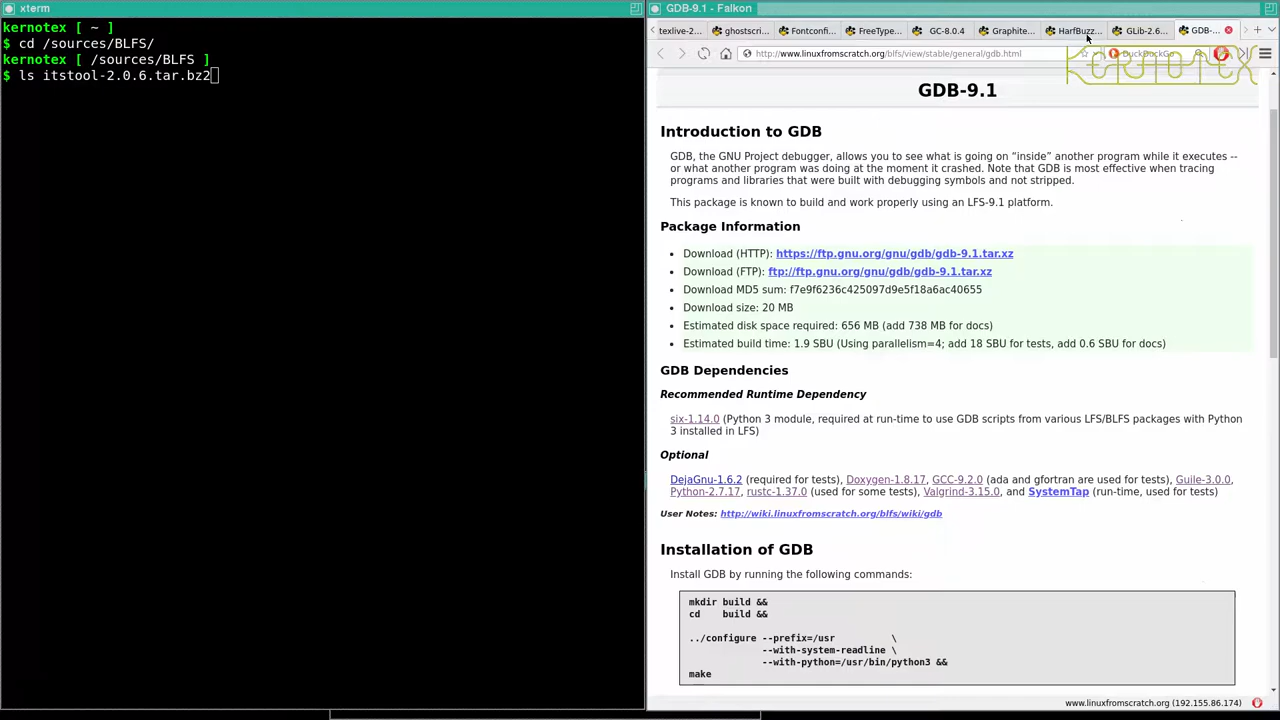 xterm
kernotex [ ~ ]
$ cd /sources/BLFS/
kernotex [ /sources/BLFS ]
$ ls itstool-2.0.6.tar.bz2
GDB-9.1 - Falkon
texlive-2... ghostscri... Fontconfi... FreeType... GC-8.0.4 Graphite... HarfBuzz... GLib-2.6... GDB-...
http://www.linuxfromscratch.org/blfs/view/stable/general/gdb.html DuckDuckGo
KERNOTEX
GDB-9.1
Introduction to GDB
GDB, the GNU Project debugger, allows you to see what is going on “inside” another program while it executes --
or what another program was doing at the moment it crashed. Note that GDB is most effective when tracing
programs and libraries that were built with debugging symbols and not stripped.
This package is known to build and work properly using an LFS-9.1 platform.
Package Information
• Download (HTTP): https://ftp.gnu.org/gnu/gdb/gdb-9.1.tar.xz
• Download (FTP): ftp://ftp.gnu.org/gnu/gdb/gdb-9.1.tar.xz
• Download MD5 sum: f7e9f6236c425097d9e5f18a6ac40655
• Download size: 20 MB
• Estimated disk space required: 656 MB (add 738 MB for docs)
• Estimated build time: 1.9 SBU (Using parallelism=4; add 18 SBU for tests, add 0.6 SBU for docs)
GDB Dependencies
Recommended Runtime Dependency
six-1.14.0 (Python 3 module, required at run-time to use GDB scripts from various LFS/BLFS packages with Python
3 installed in LFS)
Optional
DejaGnu-1.6.2 (required for tests), Doxygen-1.8.17, GCC-9.2.0 (ada and gfortran are used for tests), Guile-3.0.0,
Python-2.7.17, rustc-1.37.0 (used for some tests), Valgrind-3.15.0, and SystemTap (run-time, used for tests)
User Notes: http://wiki.linuxfromscratch.org/blfs/wiki/gdb
Installation of GDB
Install GDB by running the following commands:
mkdir build &&
cd    build &&
../configure --prefix=/usr          \
             --with-system-readline \
             --with-python=/usr/bin/python3 &&
make
www.linuxfromscratch.org (192.155.86.174)